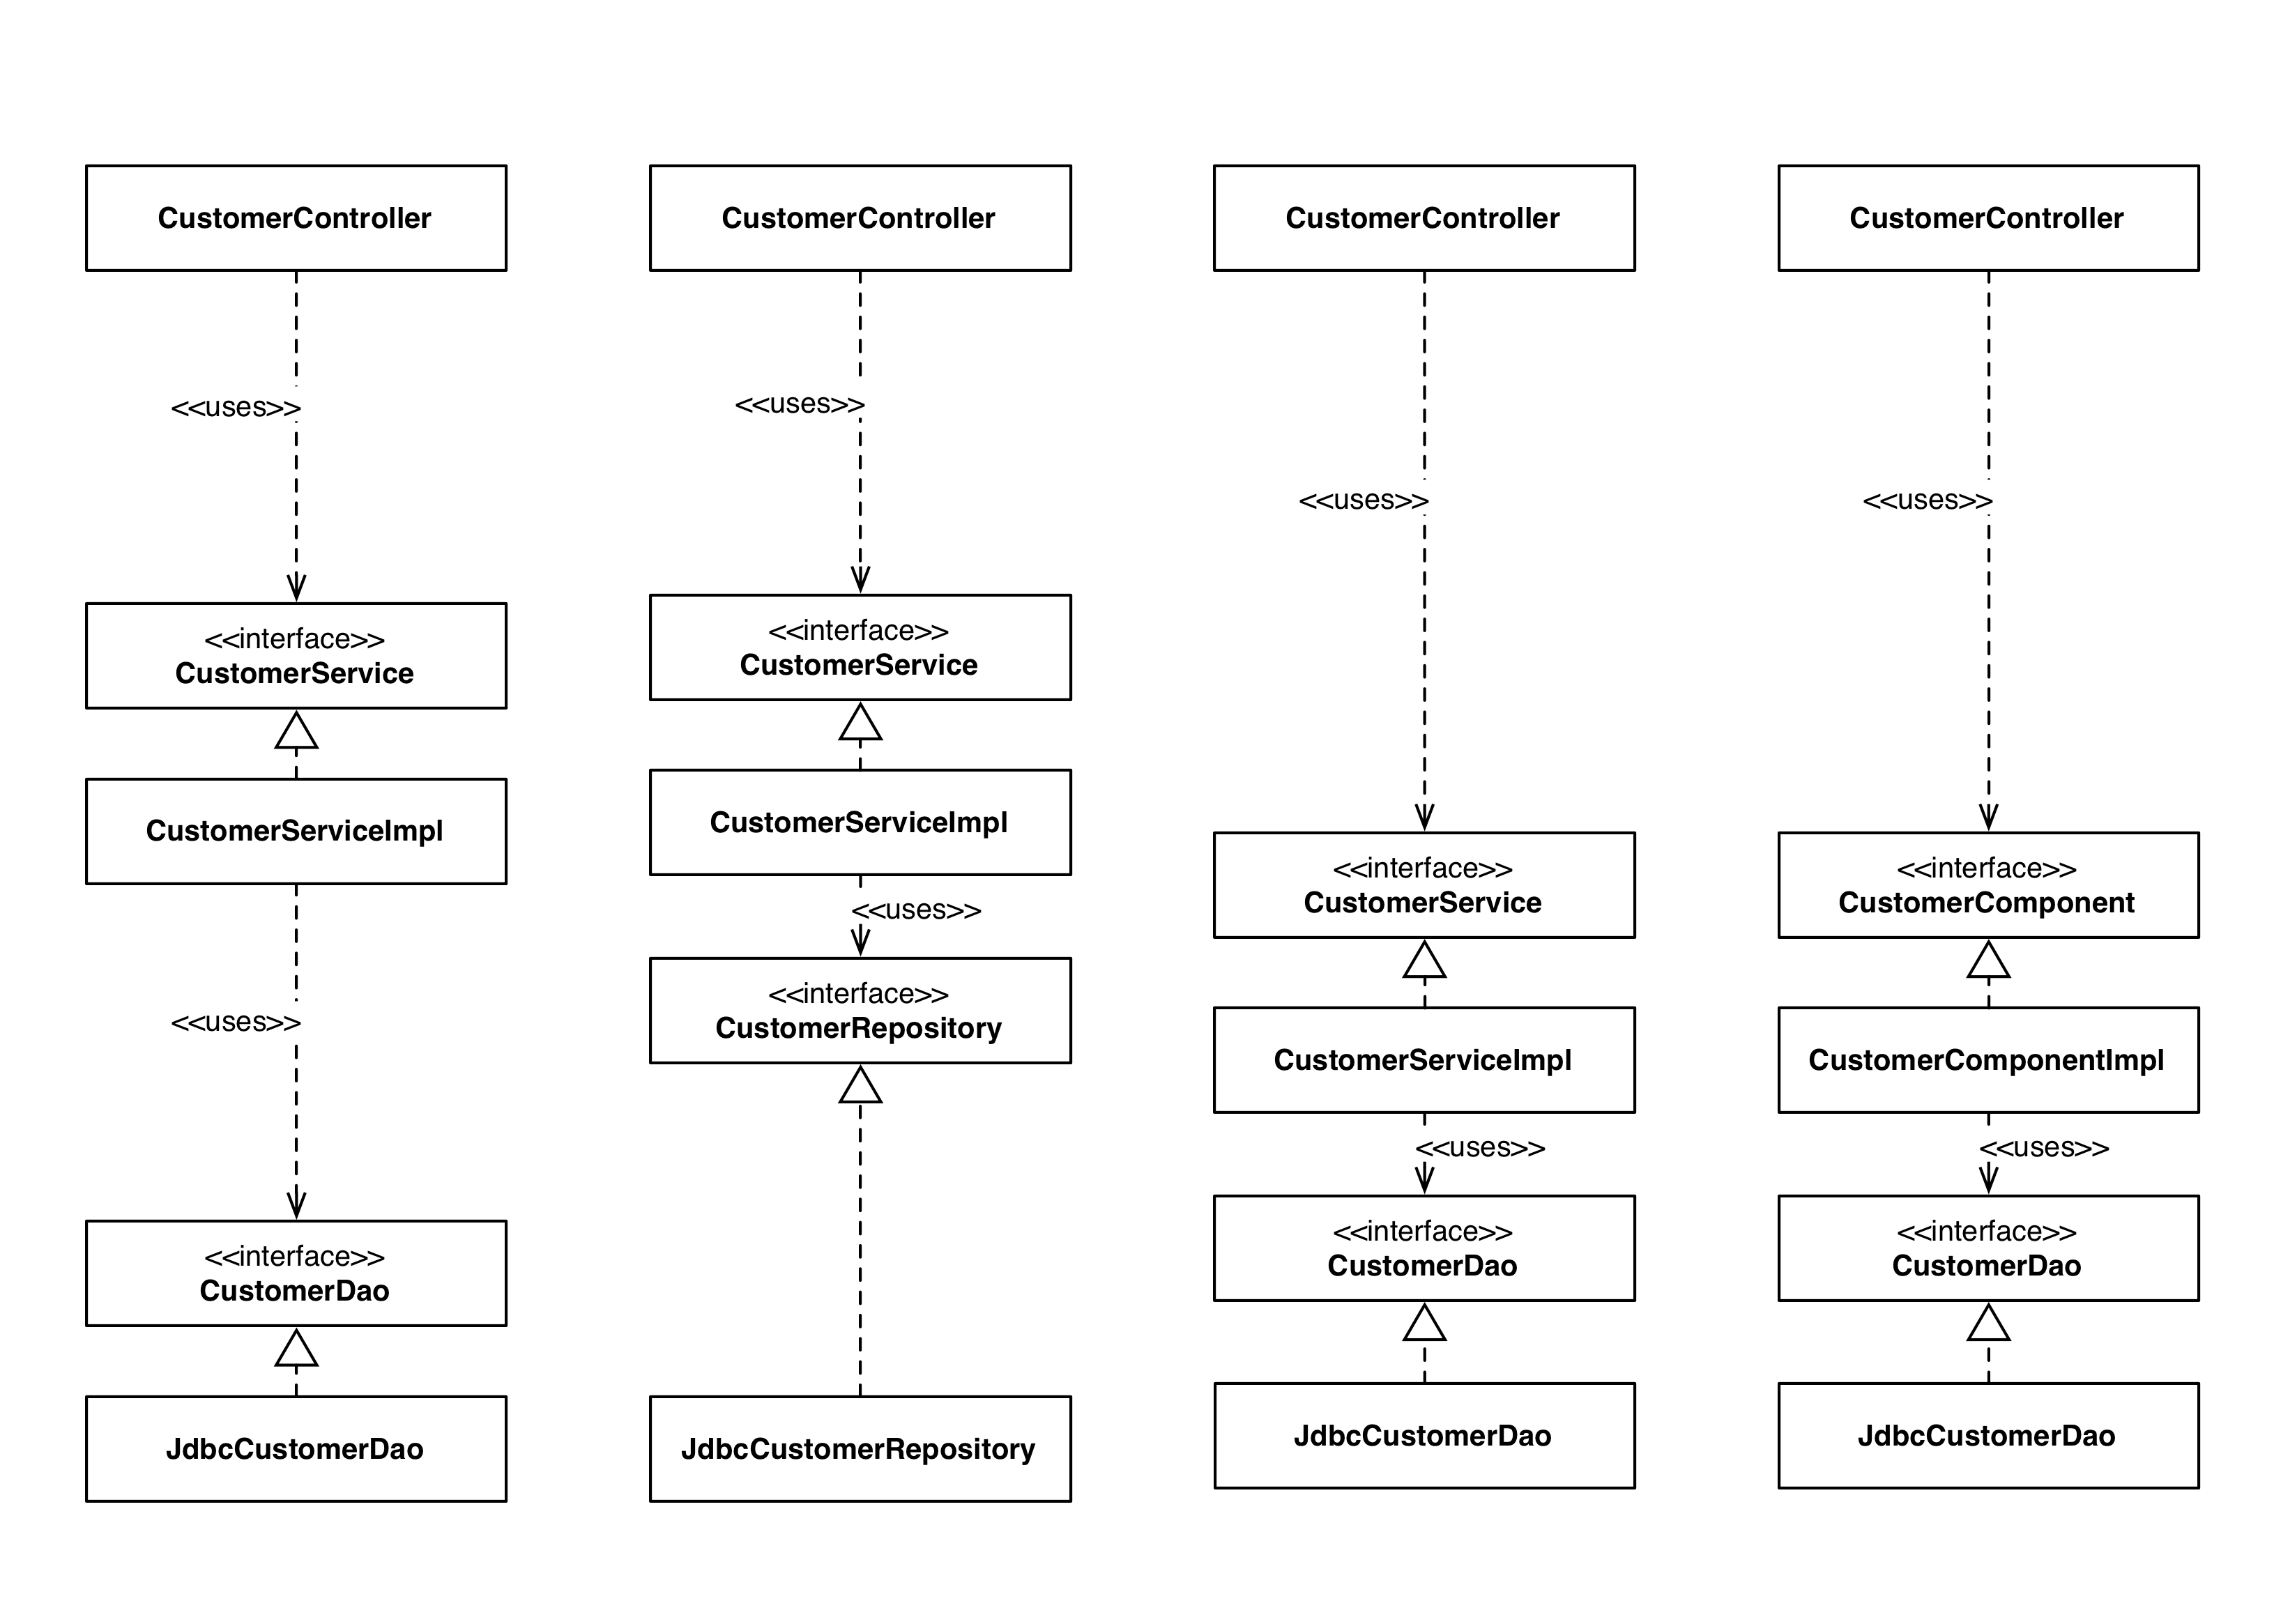 CustomerController
<<uses>>
<<interface>>
CustomerService
CustomerServiceImpl
<<uses>>
<<interface>>
CustomerDao
JdbcCustomerDao
CustomerController
<<uses>>
<<interface>>
CustomerService
CustomerServiceImpl
<<uses>>
<<interface>>
CustomerRepository
JdbcCustomerRepository
CustomerController
<<uses>>
<<interface>>
CustomerService
CustomerServiceImpl
<<uses>>
<<interface>>
CustomerDao
JdbcCustomerDao
CustomerController
<<uses>>
<<interface>>
CustomerComponent
CustomerComponentImpl
<<uses>>
<<interface>>
CustomerDao
JdbcCustomerDao